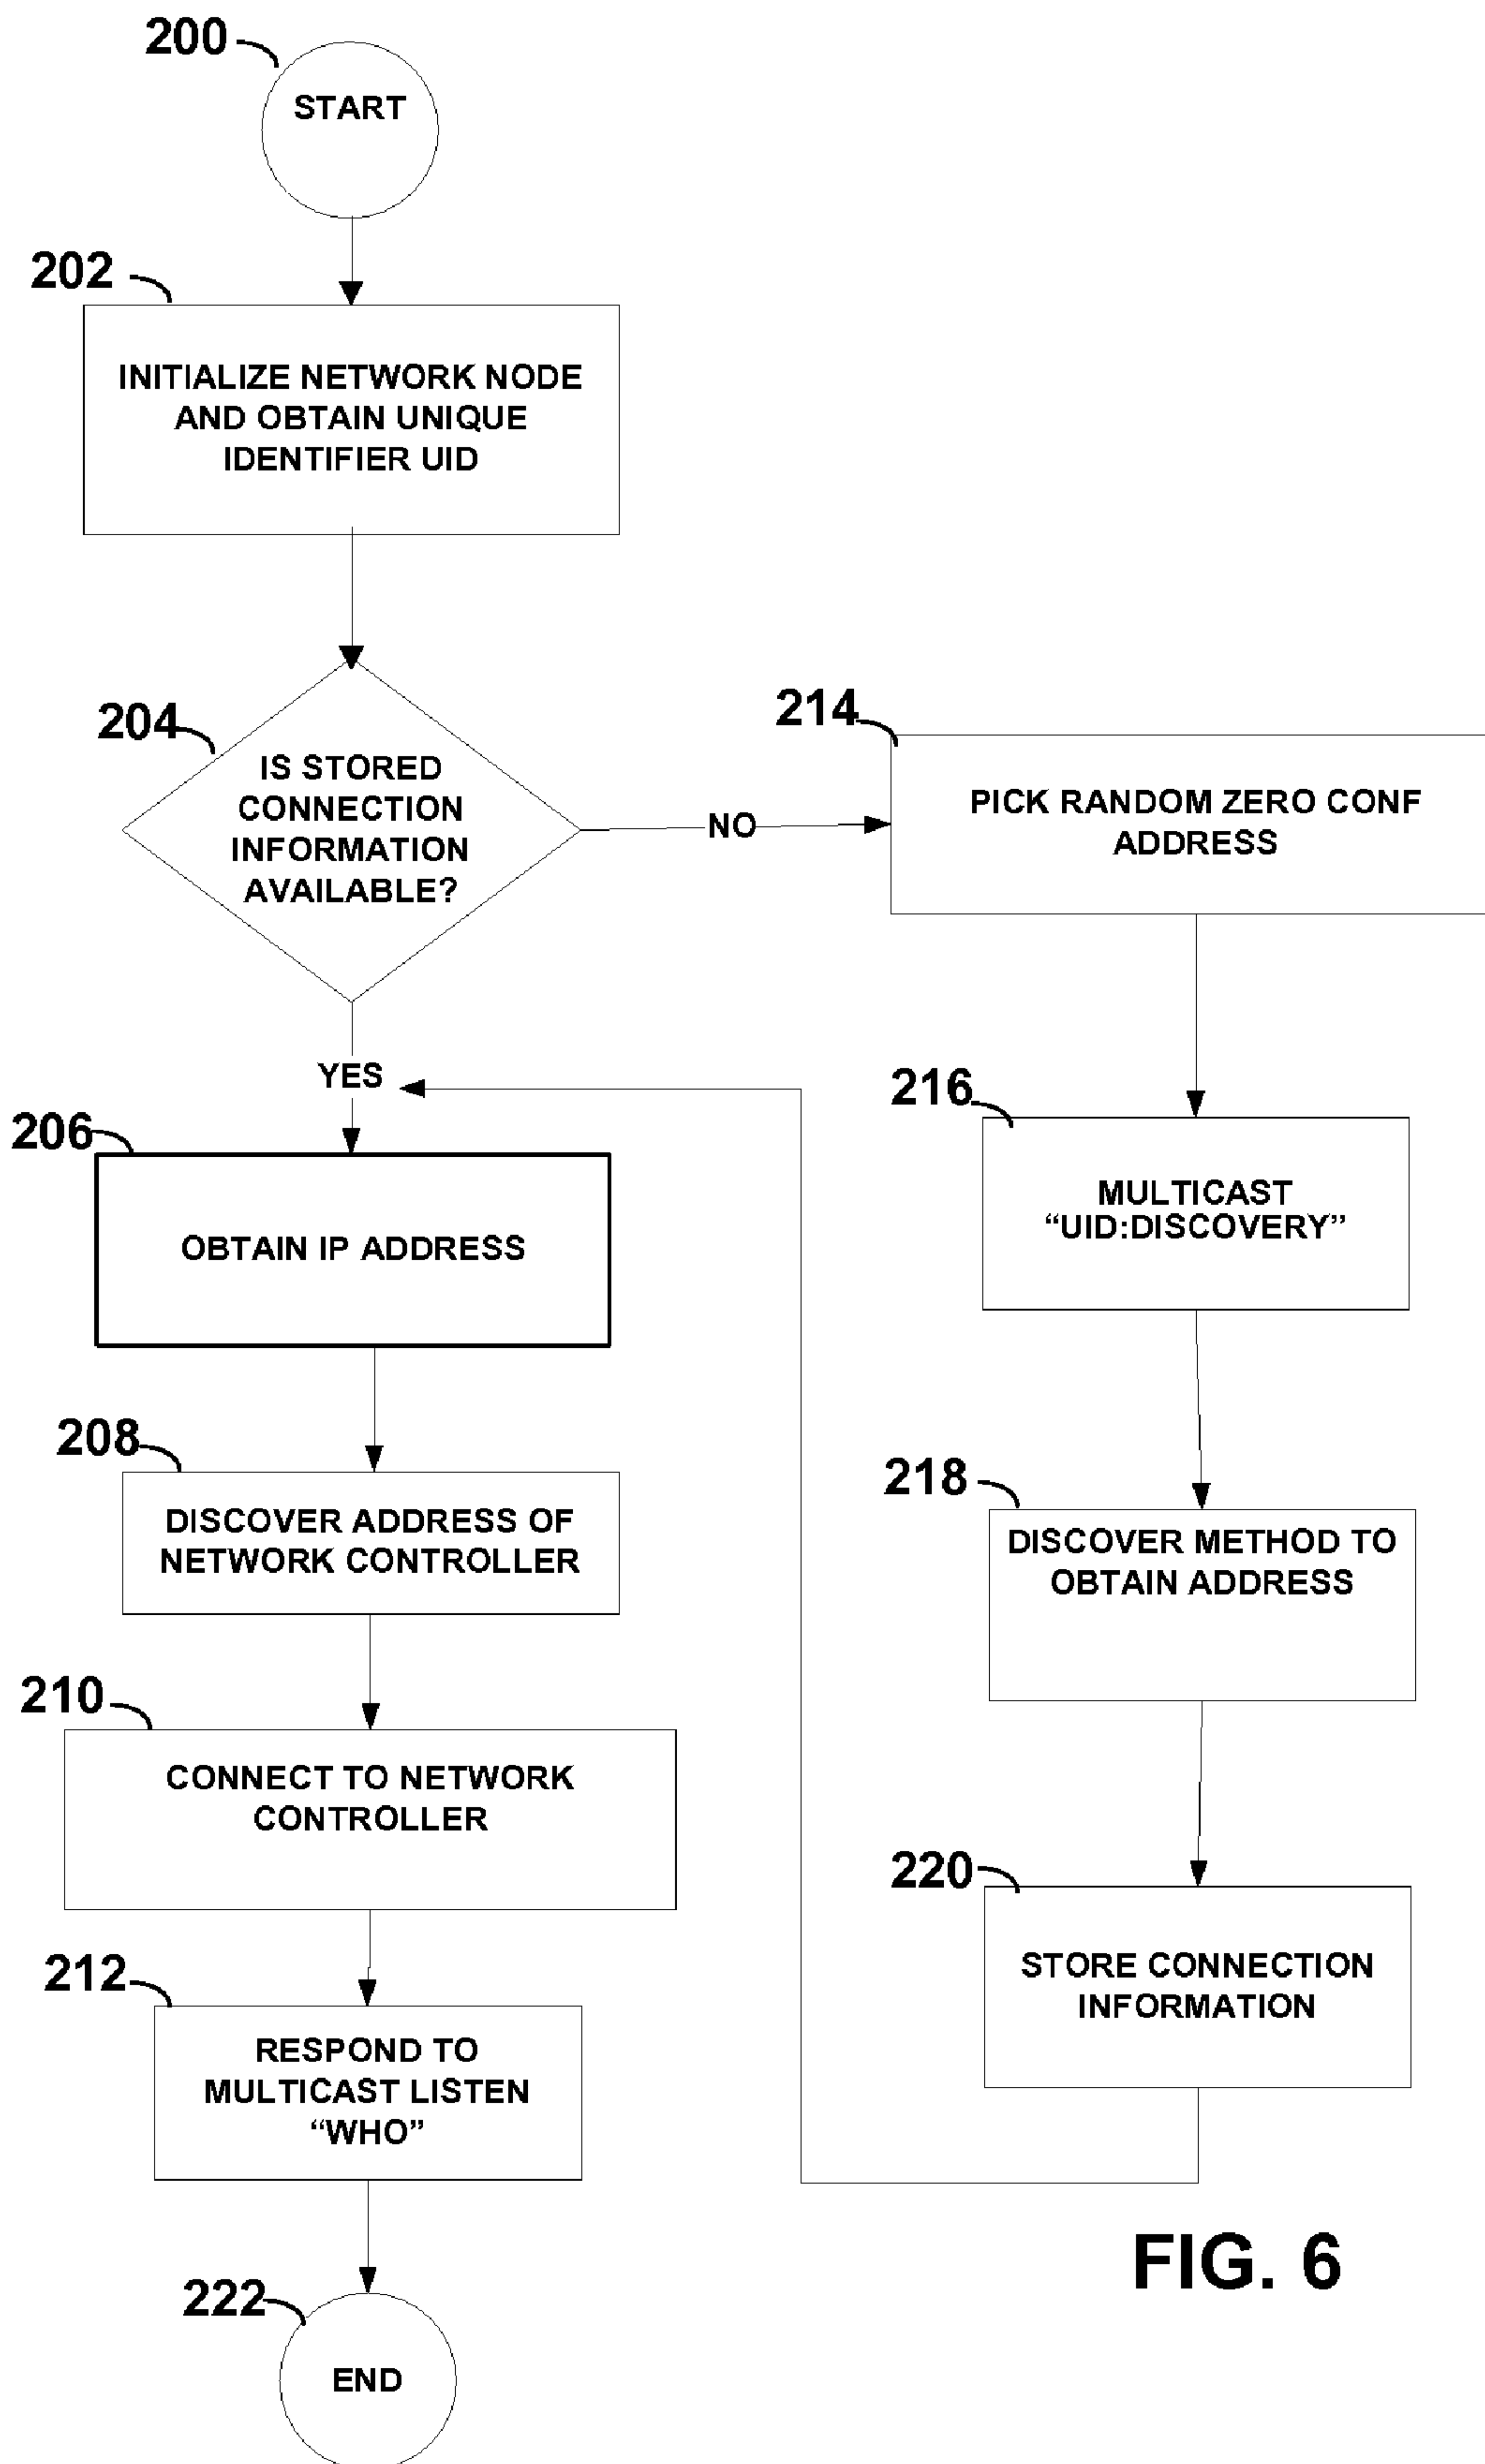 200
START
202
INITIALIZE NETWORK NODE
AND OBTAIN UNIQUE
IDENTIFIER UID
204
IS STORED
CONNECTION
INFORMATION
AVAILABLE?
NO
YES
206
OBTAIN IP ADDRESS
208
DISCOVER ADDRESS OF
NETWORK CONTROLLER
210
CONNECT TO NETWORK
CONTROLLER
212
RESPOND TO
MULTICAST LISTEN
“WHO”
222
END
214
PICK RANDOM ZERO CONF
ADDRESS
216
MULTICAST
“UID:DISCOVERY”
218
DISCOVER METHOD TO
OBTAIN ADDRESS
220
STORE CONNECTION
INFORMATION
FIG. 6